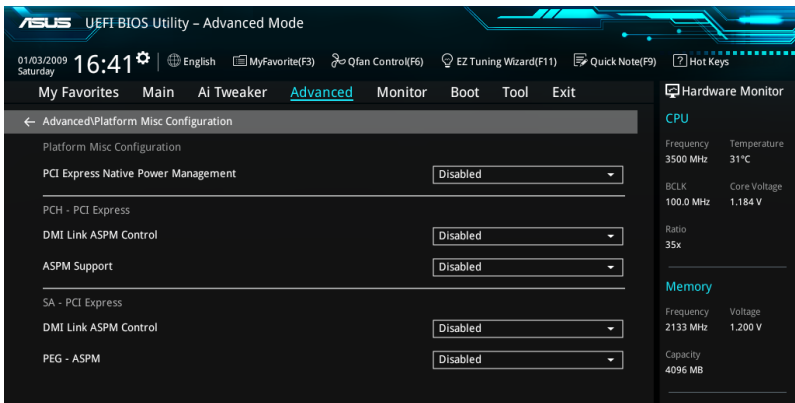 ASUS UEFI BIOS Utility – Advanced Mode
01/03/2009
Saturday
16:41
English
MyFavorite(F3)
Qfan Control(F6)
EZ Tuning Wizard(F11)
Quick Note(F9)
? Hot Keys
My Favorites Main Ai Tweaker Advanced Monitor Boot Tool Exit
← Advanced\Platform Misc Configuration
Platform Misc Configuration
PCI Express Native Power Management Disabled
PCH - PCI Express
DMI Link ASPM Control Disabled
ASPM Support Disabled
SA - PCI Express
DMI Link ASPM Control Disabled
PEG - ASPM Disabled
Hardware Monitor
CPU
Frequency Temperature
3500 MHz 31°C
BCLK Core Voltage
100.0 MHz 1.184 V
Ratio
35x
Memory
Frequency Voltage
2133 MHz 1.200 V
Capacity
4096 MB